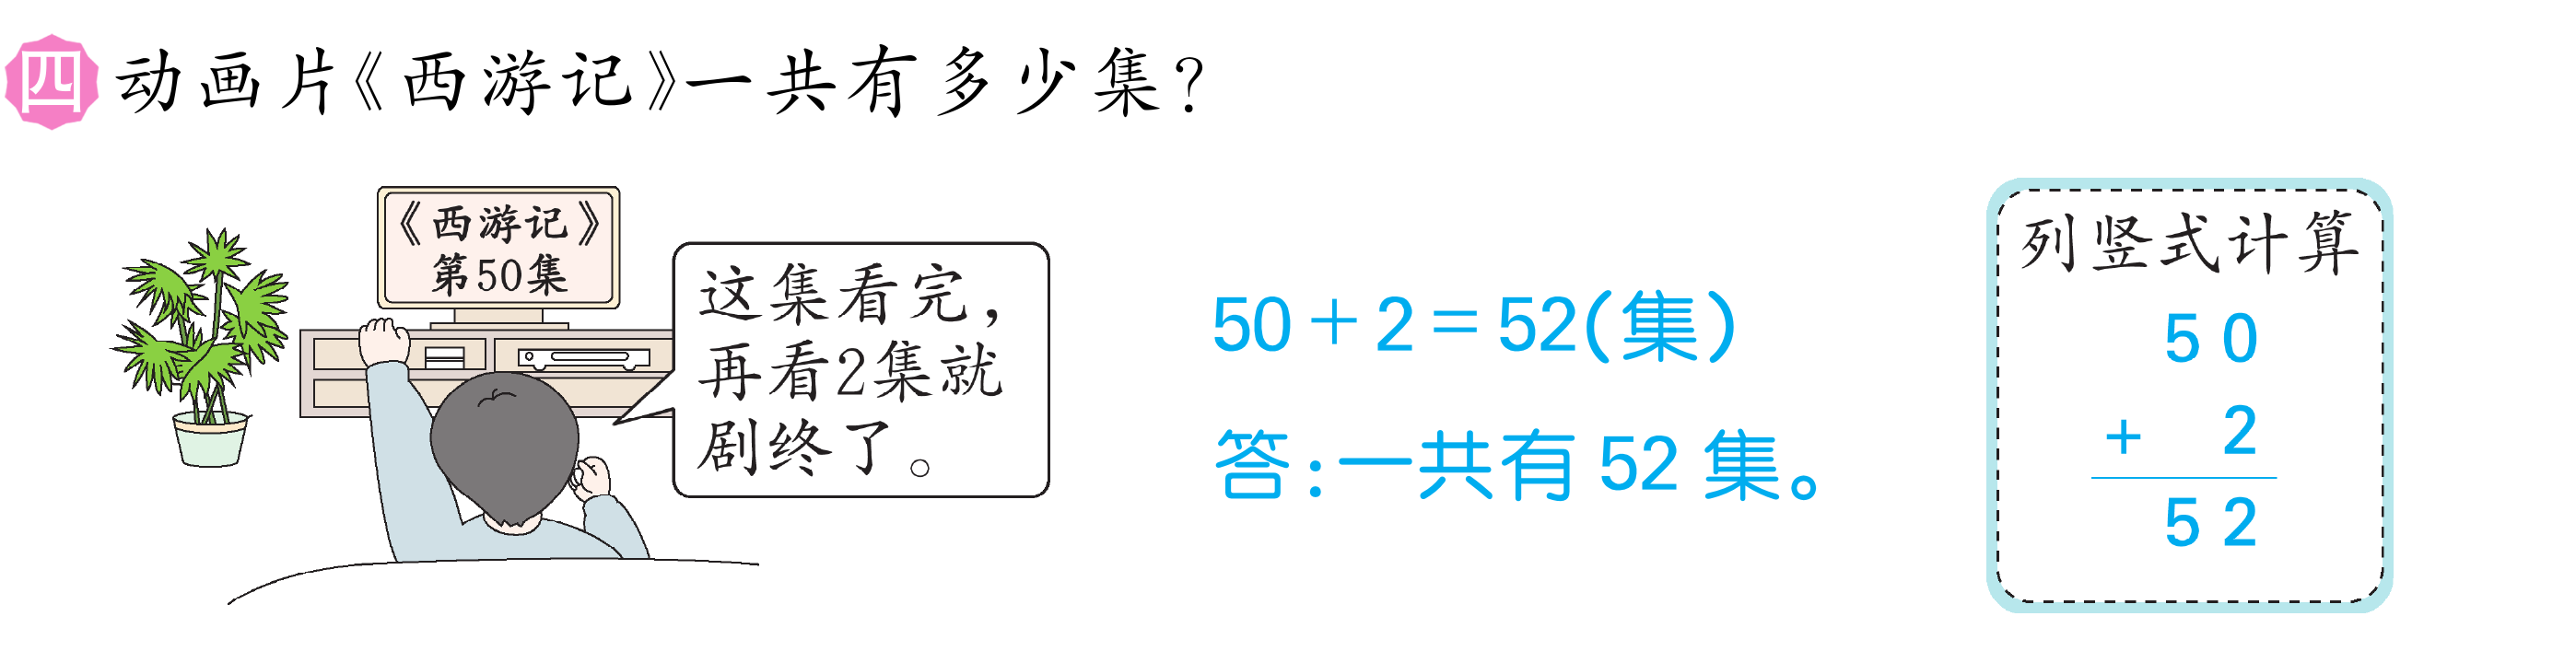 四 动画片《西游记》一共有多少集?
《西游记》
第50集
这集看完,
再看2集就
剧终了。
50+2=52(集)
答:一共有 52 集。
列竖式计算
5 0
+ 2
5 2